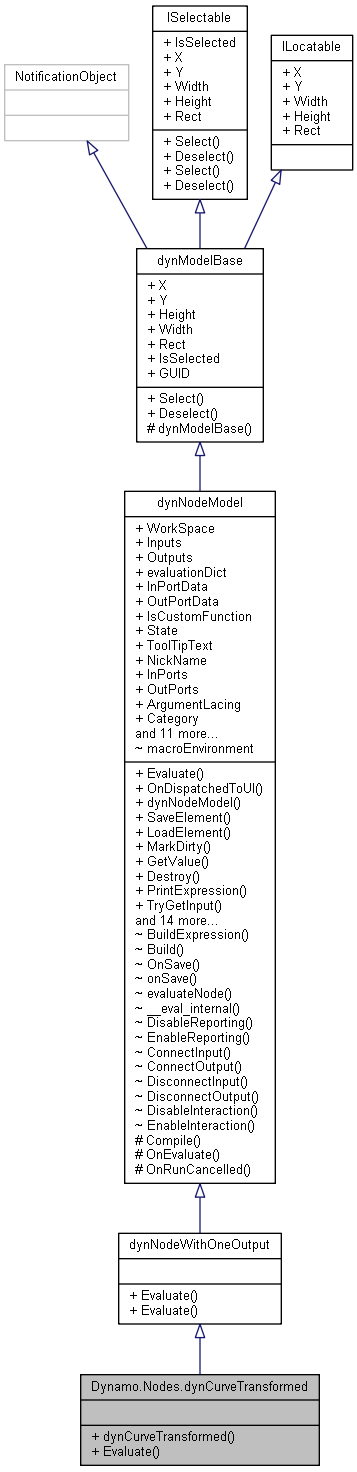 ISelectable
+ IsSelected
+ X
+ Y
+ Width
+ Height
+ Rect
+ Select()
+ Deselect()
+ Select()
+ Deselect()
ILocatable
+ X
+ Y
+ Width
+ Height
+ Rect
NotificationObject
dynModelBase
+ X
+ Y
+ Height
+ Width
+ Rect
+ IsSelected
+ GUID
+ Select()
+ Deselect()
# dynModelBase()
dynNodeModel
+ WorkSpace
+ Inputs
+ Outputs
+ evaluationDict
+ InPortData
+ OutPortData
+ IsCustomFunction
+ State
+ ToolTipText
+ NickName
+ InPorts
+ OutPorts
+ ArgumentLacing
+ Category
and 11 more...
~ macroEnvironment
+ Evaluate()
+ OnDispatchedToUI()
+ dynNodeModel()
+ SaveElement()
+ LoadElement()
+ MarkDirty()
+ GetValue()
+ Destroy()
+ PrintExpression()
+ TryGetInput()
and 14 more...
~ BuildExpression()
~ Build()
~ OnSave()
~ onSave()
~ evaluateNode()
~ __eval_internal()
~ DisableReporting()
~ EnableReporting()
~ ConnectInput()
~ ConnectOutput()
~ DisconnectInput()
~ DisconnectOutput()
~ DisableInteraction()
~ EnableInteraction()
# Compile()
# OnEvaluate()
# OnRunCancelled()
dynNodeWithOneOutput
+ Evaluate()
+ Evaluate()
Dynamo.Nodes.dynCurveTransformed
+ dynCurveTransformed()
+ Evaluate()